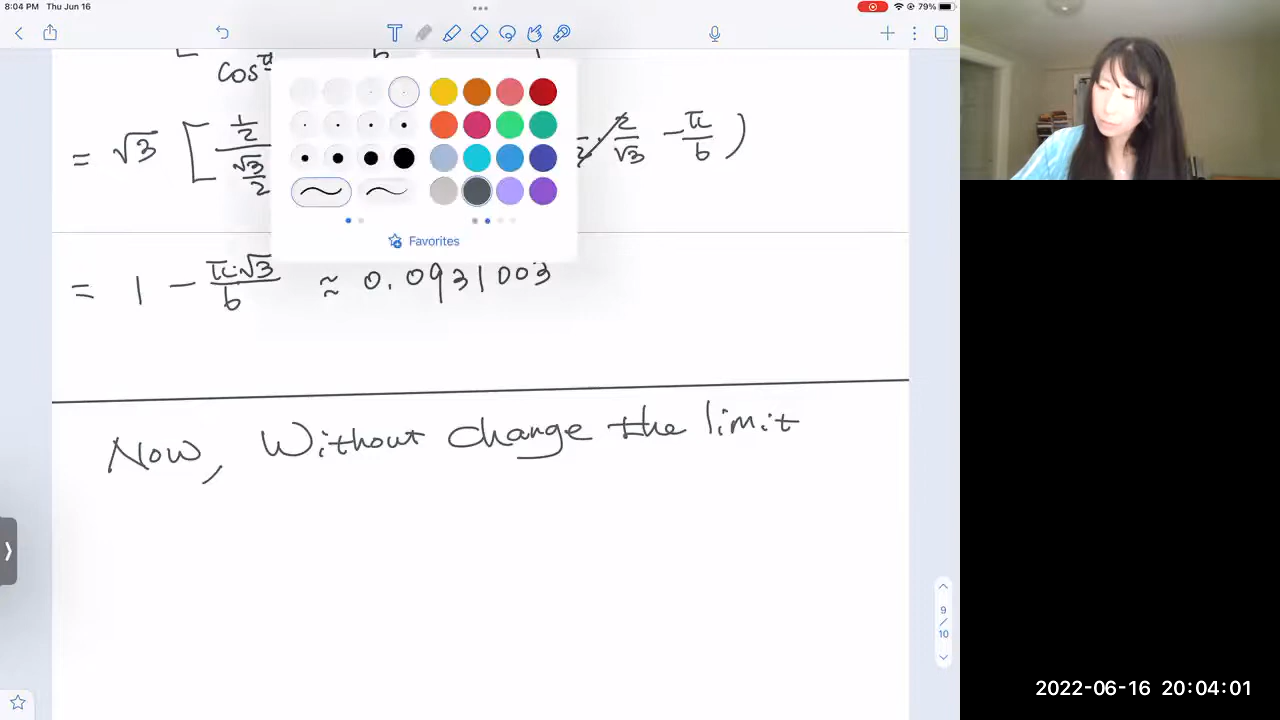 8:04 PM Thu Jun 16
79%
cos
= √3 [ 1/2 / √3/2 · 2/√3 - π/6 )
Favorites
= 1 - π·√3/6 ≈ 0.0931003
Now, Without change the limit
9
/
10
2022-06-16 20:04:01